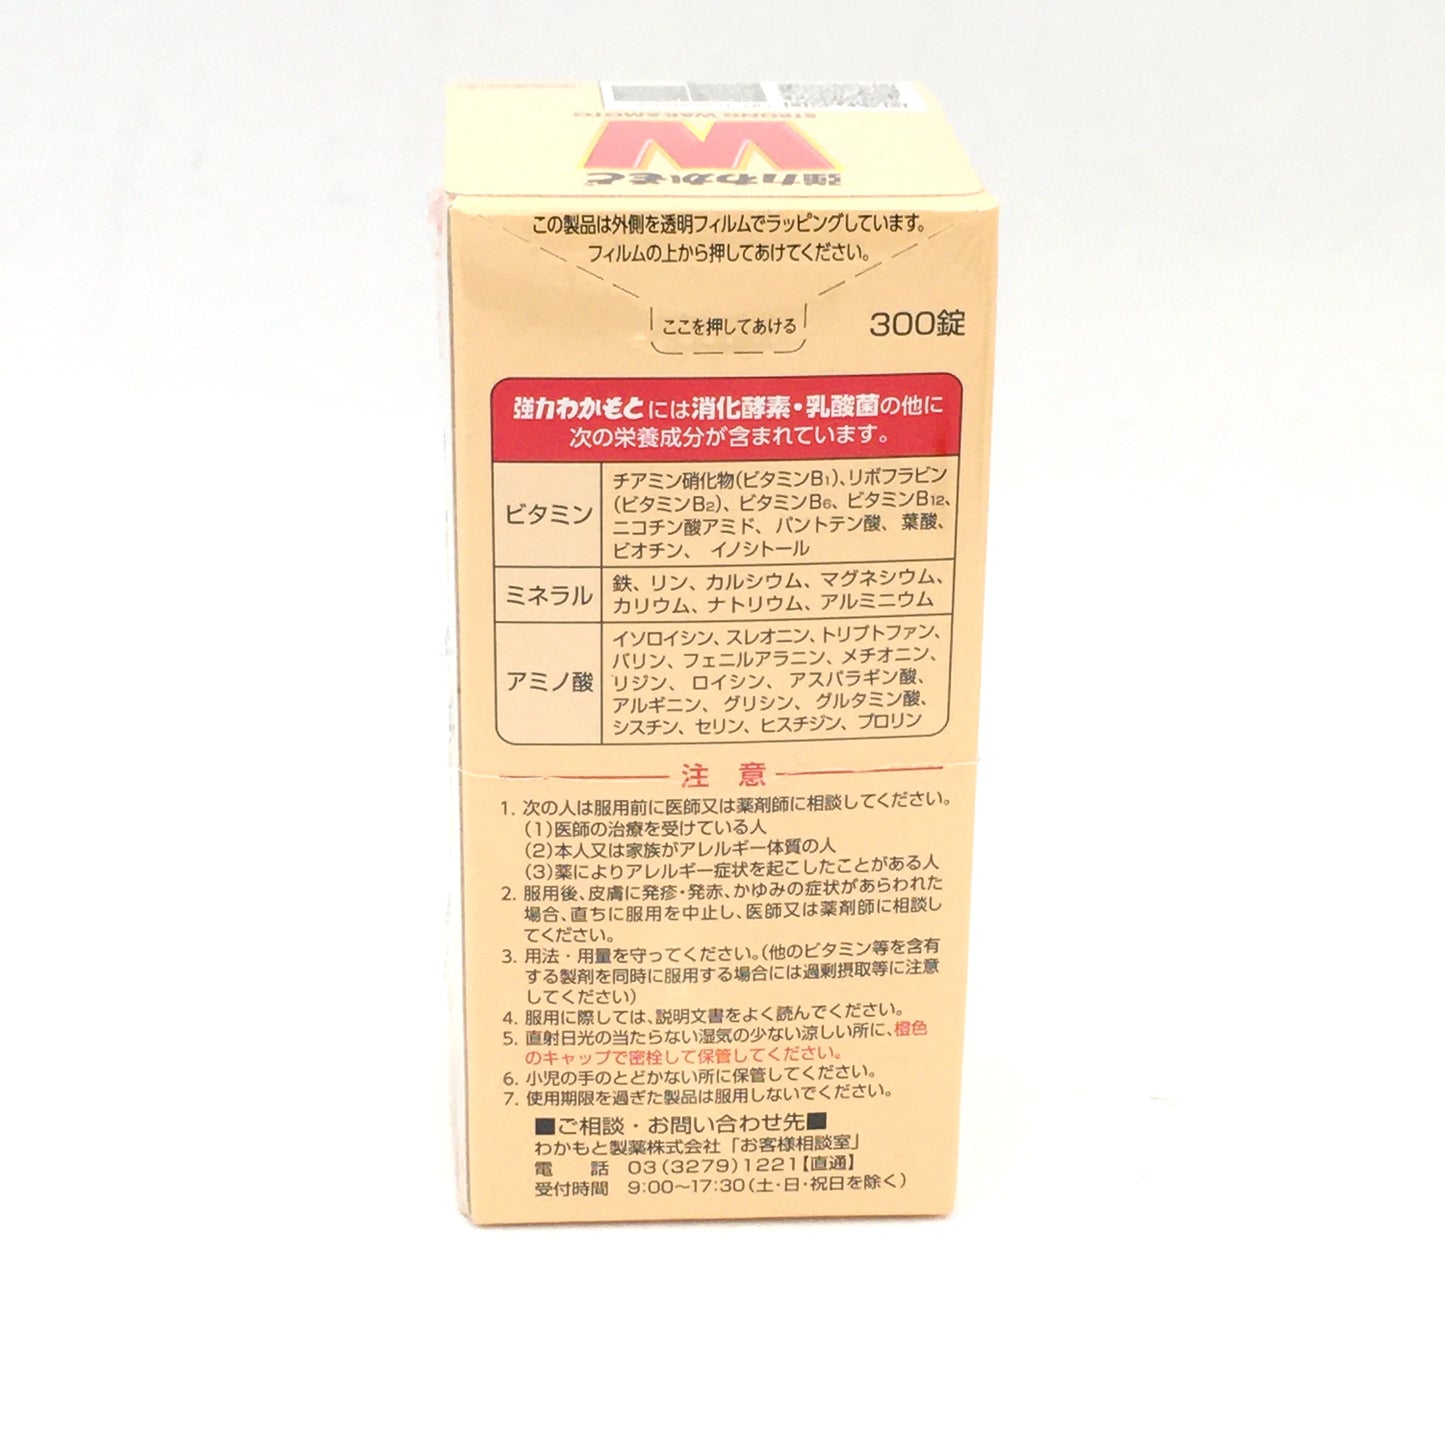 STRONG WAKAMOTO
W
強力わかもと
この製品は外側を透明フィルムでラッピングしています。
フィルムの上から押してあけてください。
ここを押してあける
300錠
強力わかもとには消化酵素・乳酸菌の他に
次の栄養成分が含まれています。
ビタミン
チアミン硝化物(ビタミンB1)、リボフラビン
(ビタミンB2)、ビタミンB6、ビタミンB12、
ニコチン酸アミド、パントテン酸、葉酸、
ビオチン、イノシトール
ミネラル
鉄、リン、カルシウム、マグネシウム、
カリウム、ナトリウム、アルミニウム
アミノ酸
イソロイシン、スレオニン、トリプトファン、
バリン、フェニルアラニン、メチオニン、
リジン、ロイシン、アスパラギン酸、
アルギニン、グリシン、グルタミン酸、
シスチン、セリン、ヒスチジン、プロリン
注意
1. 次の人は服用前に医師又は薬剤師に相談してください。
(1)医師の治療を受けている人
(2)本人又は家族がアレルギー体質の人
(3)薬によりアレルギー症状を起こしたことがある人
2. 服用後、皮膚に発疹・発赤、かゆみの症状があらわれた
場合、直ちに服用を中止し、医師又は薬剤師に相談し
てください。
3. 用法・用量を守ってください。(他のビタミン等を含有
する製剤を同時に服用する場合には過剰摂取等に注意
してください)
4. 服用に際しては、説明文書をよく読んでください。
5. 直射日光の当たらない湿気の少ない涼しい所に、橙色
のキャップで密栓して保管してください。
6. 小児の手のとどかない所に保管してください。
7. 使用期限を過ぎた製品は服用しないでください。
■ご相談・お問い合わせ先■
わかもと製薬株式会社「お客様相談室」
電話 03(3279)1221【直通】
受付時間 9:00～17:30(土・日・祝日を除く)